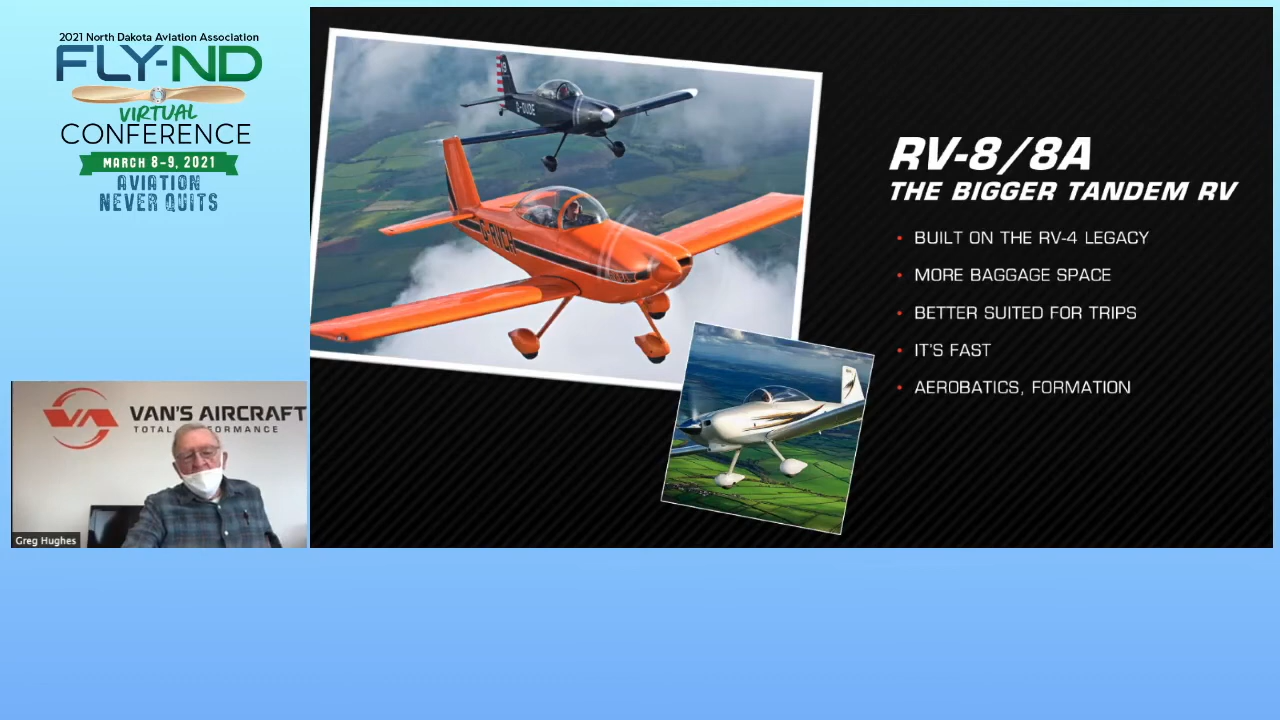 2021 North Dakota Aviation Association
FLY-ND
VIRTUAL
CONFERENCE
MARCH 8-9, 2021
AVIATION
NEVER QUITS
VAN'S AIRCRAFT
TOTAL
Greg Hughes
G-DUDE
G-RVCH
RV-8/8A
THE BIGGER TANDEM RV
• BUILT ON THE RV-4 LEGACY
• MORE BAGGAGE SPACE
• BETTER SUITED FOR TRIPS
• IT'S FAST
• AEROBATICS, FORMATION